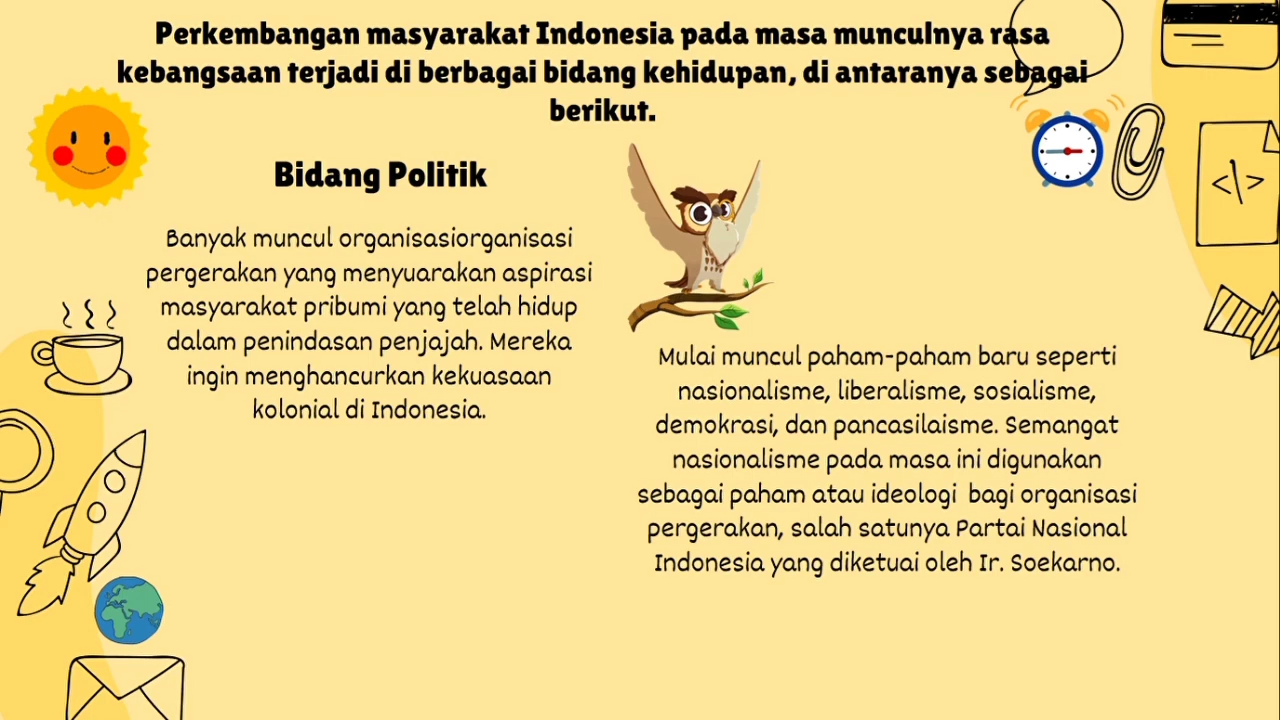 Perkembangan masyarakat Indonesia pada masa munculnya rasa
kebangsaan terjadi di berbagai bidang kehidupan, di antaranya sebagai
berikut.
Bidang Politik
Banyak muncul organisasiorganisasi
pergerakan yang menyuarakan aspirasi
masyarakat pribumi yang telah hidup
dalam penindasan penjajah. Mereka
ingin menghancurkan kekuasaan
kolonial di Indonesia.
Mulai muncul paham-paham baru seperti
nasionalisme, liberalisme, sosialisme,
demokrasi, dan pancasilaisme. Semangat
nasionalisme pada masa ini digunakan
sebagai paham atau ideologi  bagi organisasi
pergerakan, salah satunya Partai Nasional
Indonesia yang diketuai oleh Ir. Soekarno.